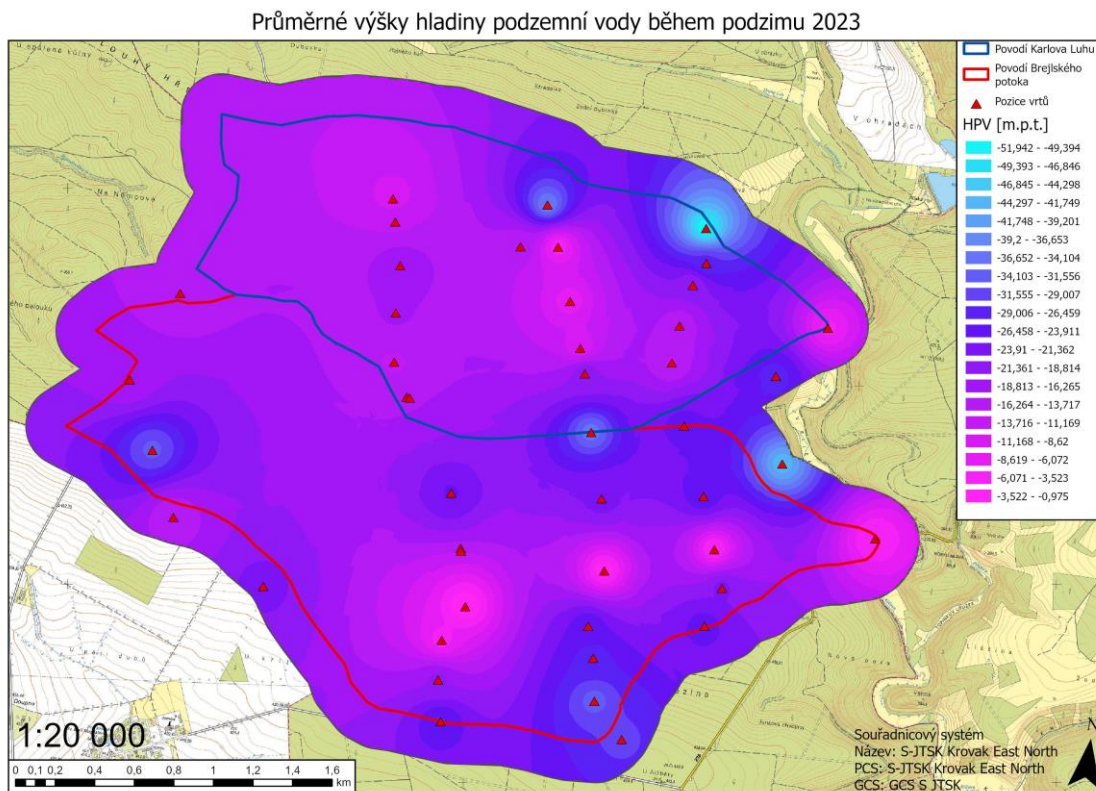 Průměrné výšky hladiny podzemní vody během podzimu 2023
Povodí Karlova Luhu
Povodí Brejlského
potoka
Pozice vrtů
HPV [m.p.t.]
-51,942 - -49,394
-49,393 - -46,846
-46,845 - -44,298
-44,297 - -41,749
-41,748 - -39,201
-39,2 - -36,653
-36,652 - -34,104
-34,103 - -31,556
-31,555 - -29,007
-29,006 - -26,459
-26,458 - -23,911
-23,91 - -21,362
-21,361 - -18,814
-18,813 - -16,265
-16,264 - -13,717
-13,716 - -11,169
-11,168 - -8,62
-8,619 - -6,072
-6,071 - -3,523
-3,522 - -0,975
V ohradách
Na Němcově
1:20 000
0 0,1 0,2 0,4 0,6 0,8 1 1,2 1,4 1,6
km
Souřadnicový systém
Název: S-JTSK Krovak East North
PCS: S-JTSK Krovak East North
GCS: GCS S JTSK
N